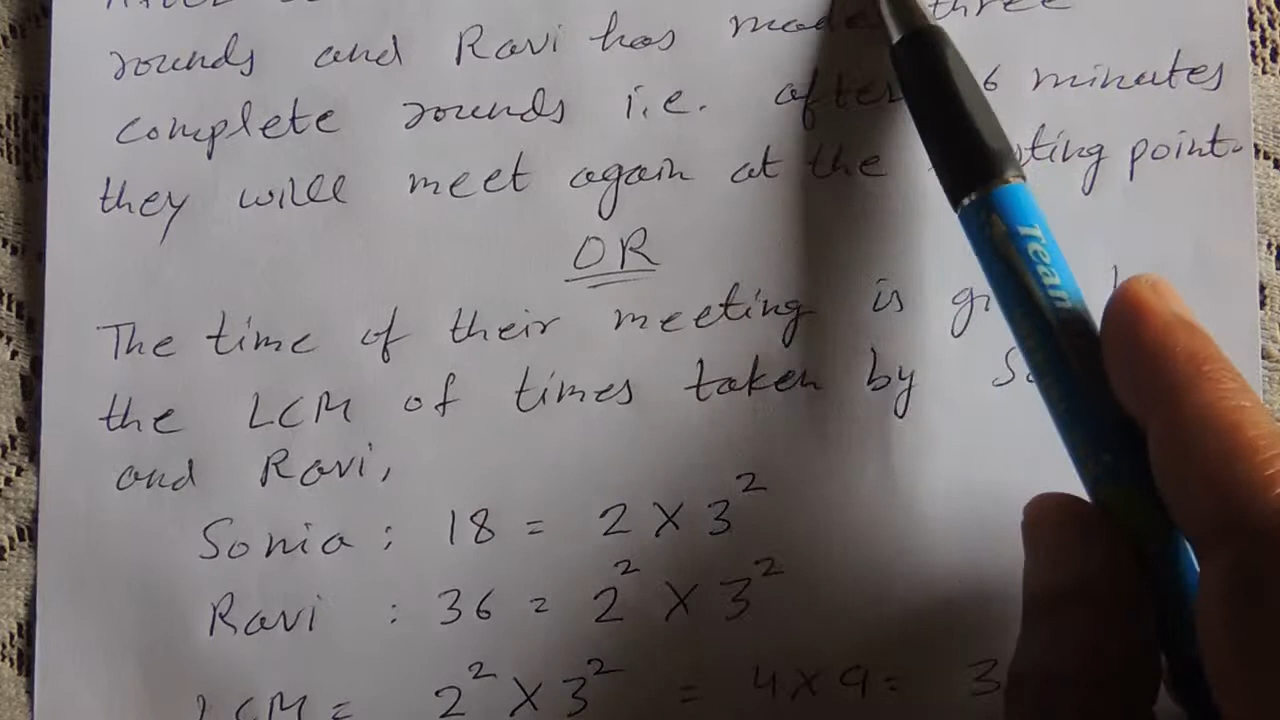 rounds and Ravi has made three
complete rounds i.e. after 6 minutes
they will meet again at the point.
OR
The time of their meeting is
the LCM of times taken by
and Ravi,
Sonia : 18 = 2 X 3²
Ravi : 36 = 2² X 3²
LCM = 2² X 3² = 4 X 9 = 3
Team